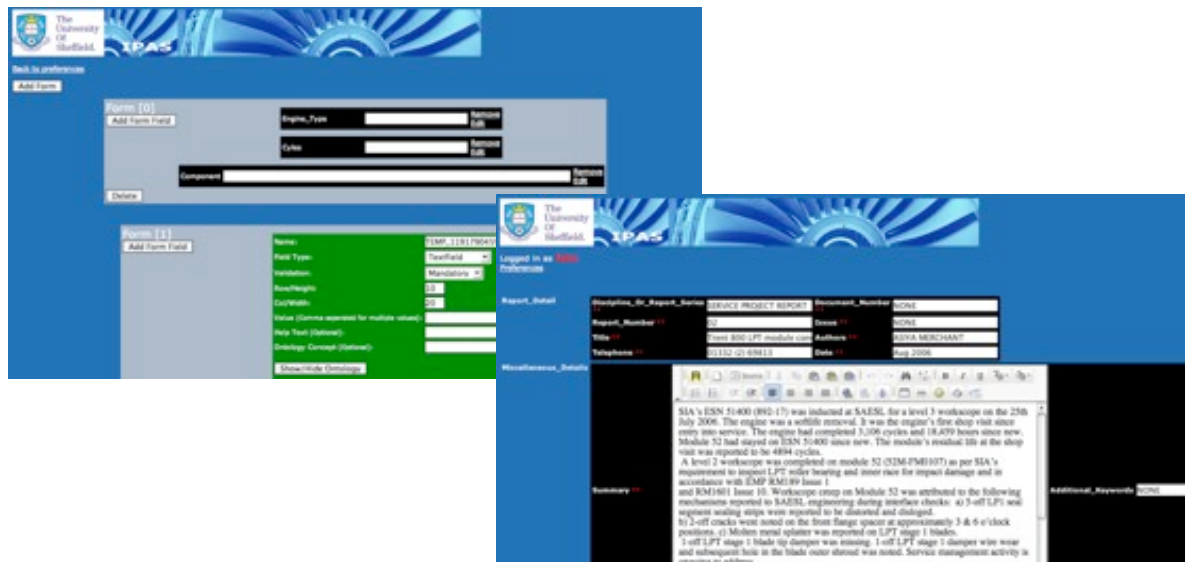 The
University
Of
Sheffield.
IPAS
Back to preferences
Add Form
Form [0]
Add Form Field
Engine_Type
Remove
Edit
Cyles
Remove
Edit
Component
Remove
Edit
Delete
Form [1]
Add Form Field
Name:
Field Type:
TextField
Validation:
Mandatory
Row/Height:
10
Col/Width:
20
Value (Comma seperated for multiple values):
Help Text (Optional):
Ontology Concept (Optional):
Show/Hide Ontology
The
University
Of
Sheffield.
IPAS
Logged in as
Preferences
Report_Detail
Discipline_Or_Report_Series **
SERVICE PROJECT REPORT
Document_Number **
NONE
Report_Number **
02
Issue **
NONE
Title **
Trent 800 LPT module com
Authors **
ASIYA MERCHANT
Telephone **
01332 (2) 69813
Date **
Aug 2006
Miscellaneous_Details
Summary **
SIA's ESN 51400 (892-17) was inducted at SAESL for a level 3 workscope on the 25th
July 2006. The engine was a softlife removal. It was the engine's first shop visit since
entry into service. The engine had completed 3,106 cycles and 18,459 hours since new.
Module 52 had stayed on ESN 51400 since new. The module's residual life at the shop
visit was reported to be 4894 cycles.
A level 2 workscope was completed on module 52 (52M-FM0107) as per SIA's
requirement to inspect LPT roller bearing and inner race for impact damage and in
accordance with EMP RM189 Issue 1
and RM1601 Issue 10. Workscope creep on Module 52 was attributed to the following
mechanisms reported to SAESL engineering during interface checks: a) 5-off LP1 seal
segment sealing strips were reported to be distorted and dislodged.
b) 2-off cracks were noted on the front flange spacer at approximately 3 & 6 o'clock
positions. c) Molten metal splatter was reported on LPT stage 1 blades.
1 off LPT stage 1 blade tip damper was missing. 1-off LPT stage 1 damper wire wear
and subsequent hole in the blade outer shroud was noted. Service management activity is
Additional_Keywords
NONE